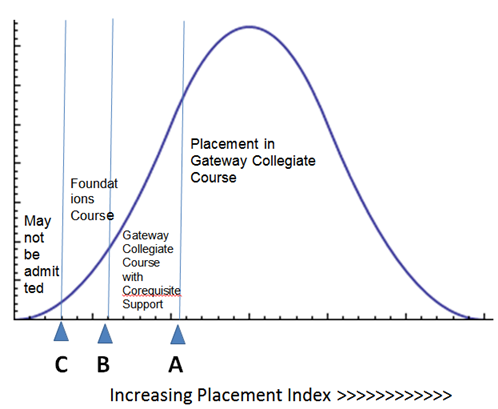 Placement in
Gateway Collegiate
Course
Foundat
ions
Course
May
not
be
admit
ted
Gateway
Collegiate
Course
with
Corequisite
Support
C
B
A
Increasing Placement Index >>>>>>>>>>>>